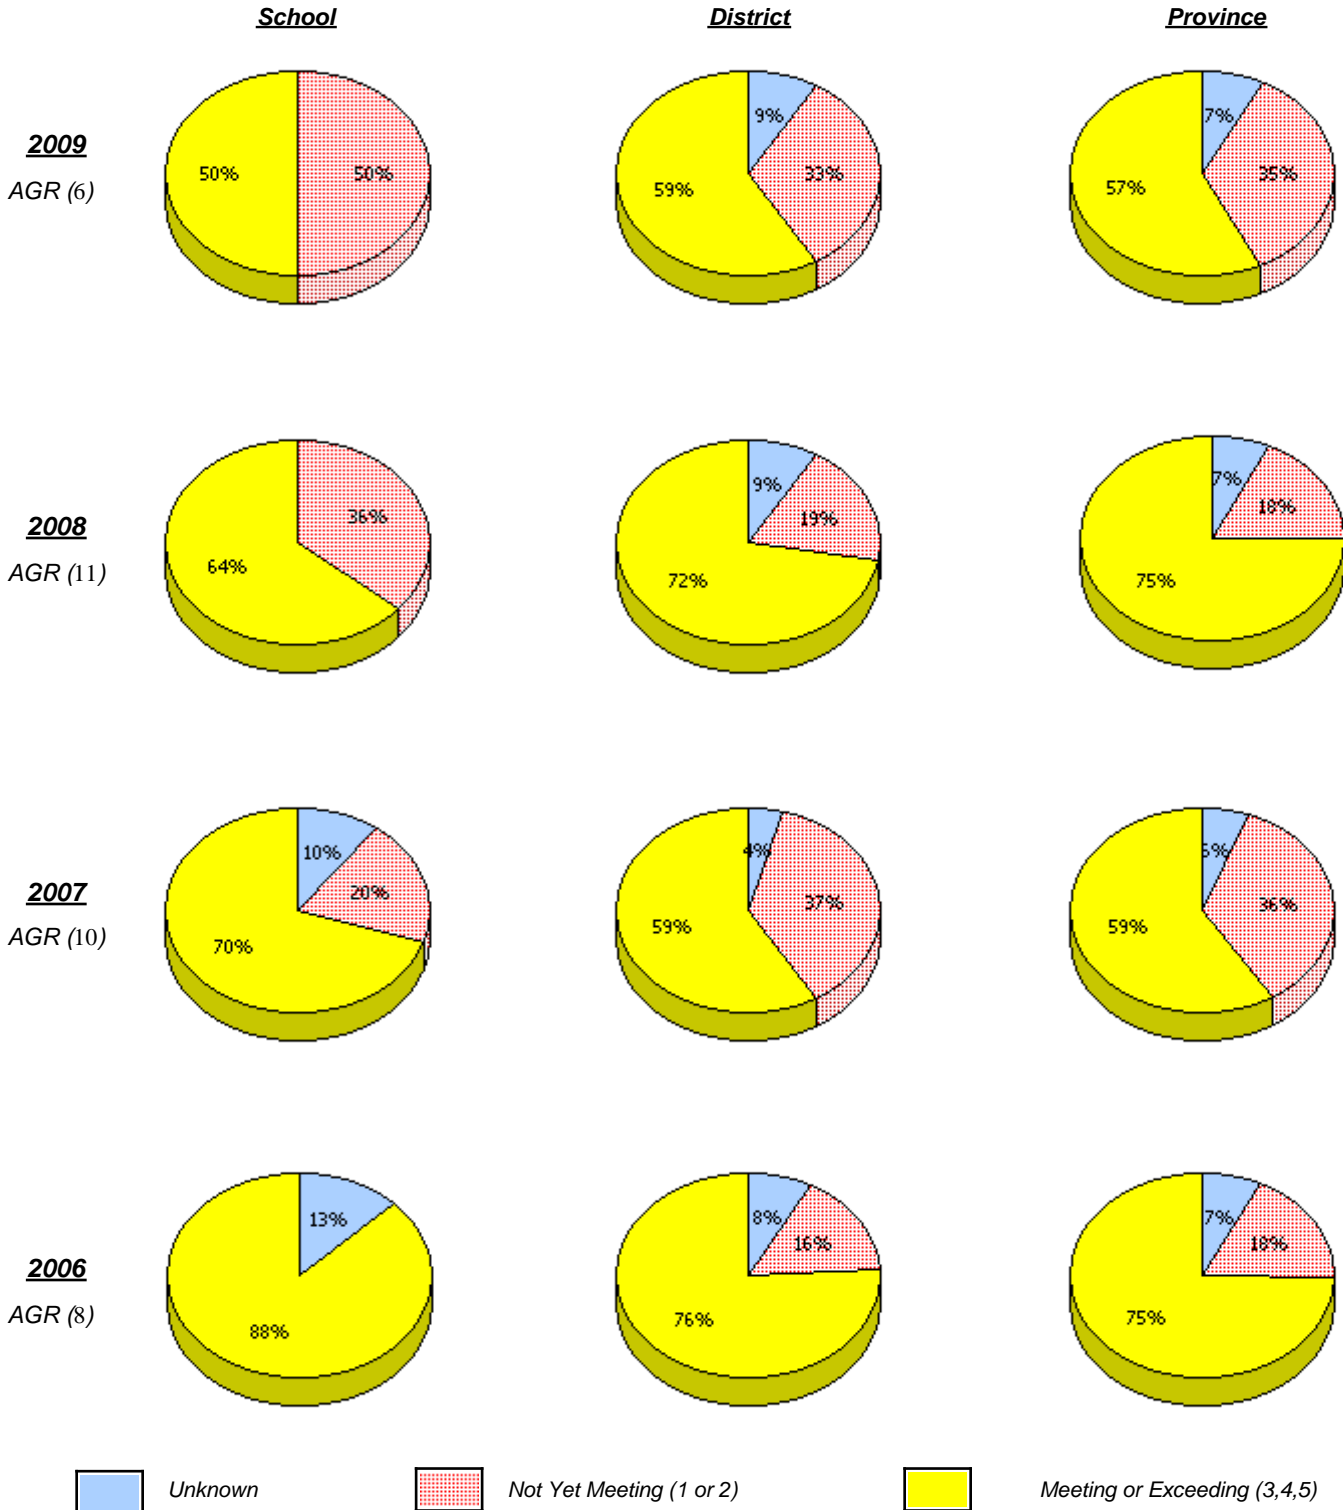 School District Province
2009
AGR (6)
50% 50%
9% 33% 59%
7% 35% 57%
2008
AGR (11)
36% 64%
9% 19% 72%
7% 18% 75%
2007
AGR (10)
10% 20% 70%
4% 37% 59%
36% 59%
2006
AGR (8)
13% 88%
8% 16% 76%
7% 18% 75%
Unknown Not Yet Meeting (1 or 2) Meeting or Exceeding (3,4,5)